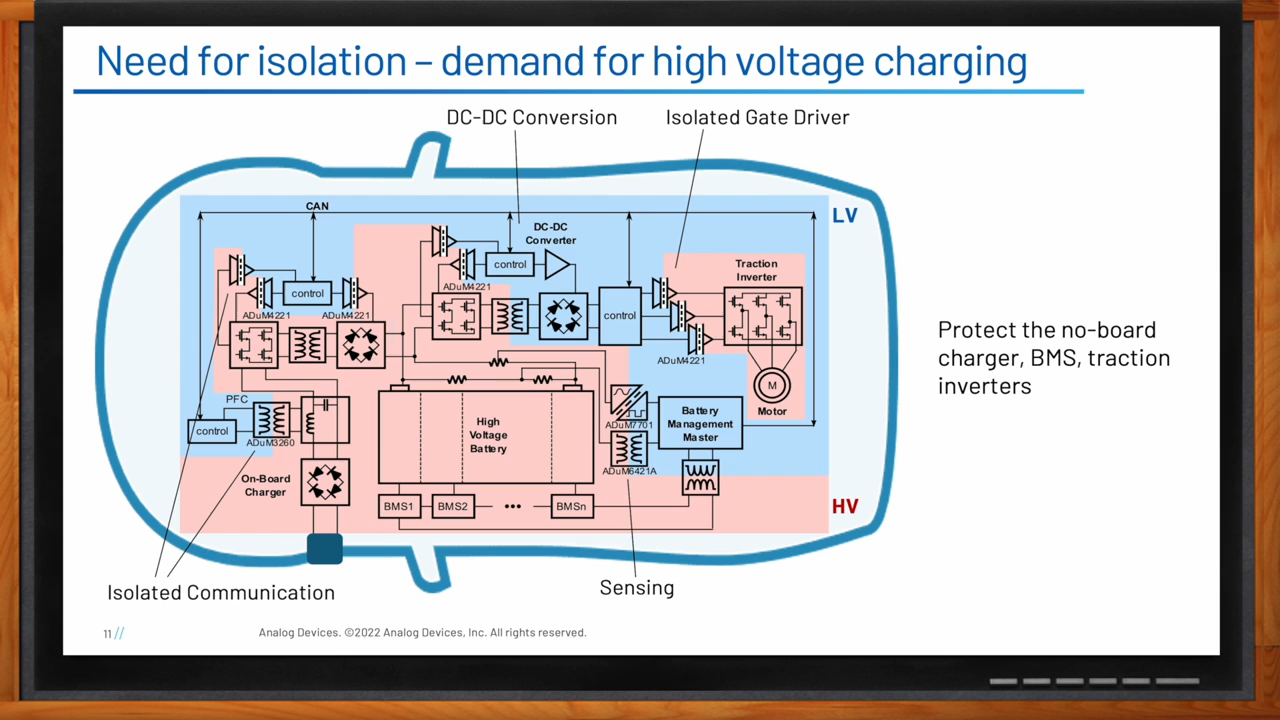 Need for isolation – demand for high voltage charging
DC-DC Conversion
Isolated Gate Driver
CAN
LV
DC-DC
Converter
control
ADuM4221
Traction
Inverter
control
ADuM4221
ADuM4221
control
ADuM4221
M
Motor
PFC
control
ADuM3260
On-Board
Charger
High
Voltage
Battery
ADuM7701
ADuM6421A
Battery
Management
Master
BMS1
BMS2
•••
BMSn
HV
Protect the no-board
charger, BMS, traction
inverters
Isolated Communication
Sensing
11 //
Analog Devices. ©2022 Analog Devices, Inc. All rights reserved.